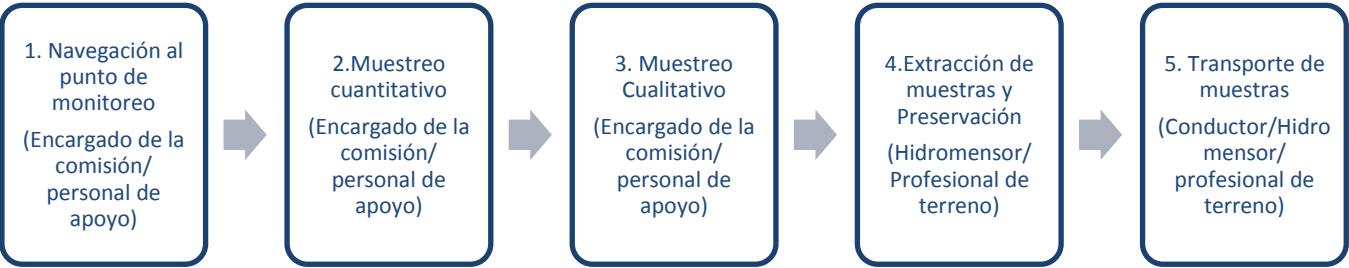 1. Navegación al
punto de
monitoreo
(Encargado de la
comisión/
personal de
apoyo)
2.Muestreo
cuantitativo
(Encargado de la
comisión/
personal de
apoyo)
3. Muestreo
Cualitativo
(Encargado de la
comisión/
personal de
apoyo)
4.Extracción de
muestras y
Preservación
(Hidromensor/
Profesional de
terreno)
5. Transporte de
muestras
(Conductor/Hidro
mensor/
profesional de
terreno)